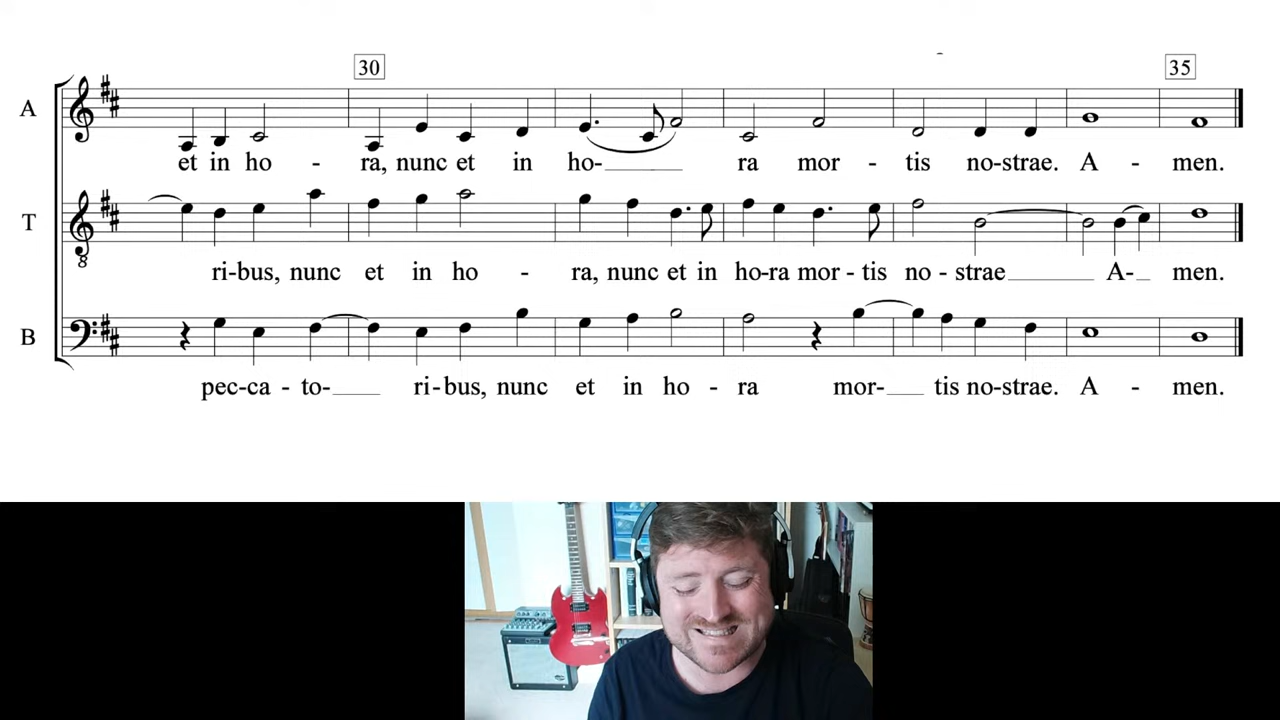 30 35
A
et in ho - ra, nunc et in ho- ra mor - tis no-strae. A - men.
T
8
ri-bus, nunc et in ho - ra, nunc et in ho-ra mor - tis no - strae A- men.
B
pec-ca - to- ri-bus, nunc et in ho - ra mor- tis no-strae. A - men.